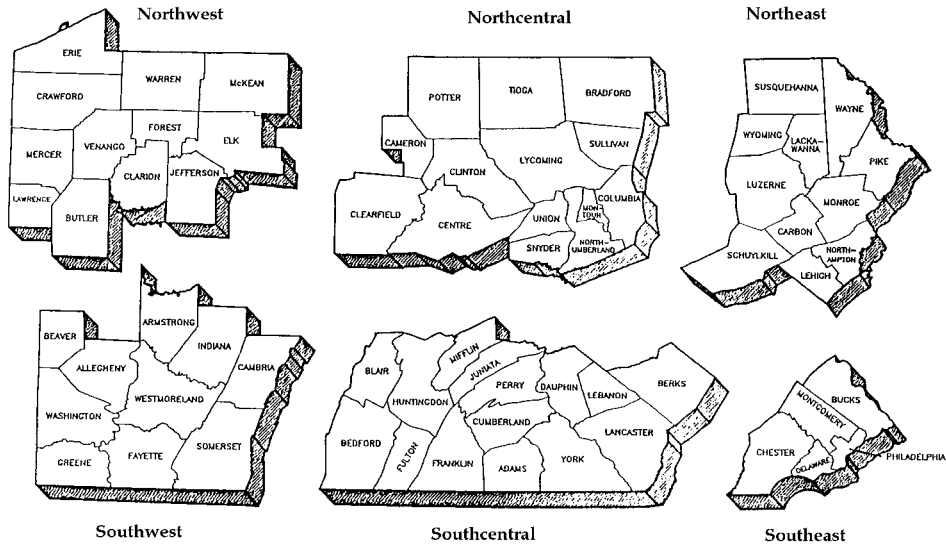 Northwest
ERIE
CRAWFORD
WARREN
McKEAN
MERCER
VENANGO
FOREST
ELK
CLARION
JEFFERSON
LAWRENCE
BUTLER
Northcentral
POTTER
TIOGA
BRADFORD
CAMERON
CLINTON
LYCOMING
SULLIVAN
CLEARFIELD
CENTRE
UNION
MON-
TOUR
COLUMBIA
SNYDER
NORTH-
UMBERLAND
Northeast
SUSQUEHANNA
WAYNE
WYOMING
LACKA-
WANNA
PIKE
LUZERNE
MONROE
CARBON
SCHUYLKILL
NORTH-
AMPTON
LEHIGH
BEAVER
ARMSTRONG
INDIANA
ALLEGHENY
CAMBRIA
WESTMORELAND
WASHINGTON
SOMERSET
GREENE
FAYETTE
Southwest
BLAIR
MIFFLIN
JUNIATA
HUNTINGDON
PERRY
DAUPHIN
LEBANON
BERKS
CUMBERLAND
LANCASTER
BEDFORD
FULTON
FRANKLIN
ADAMS
YORK
Southcentral
BUCKS
MONTGOMERY
CHESTER
DELAWARE
PHILADELPHIA
Southeast